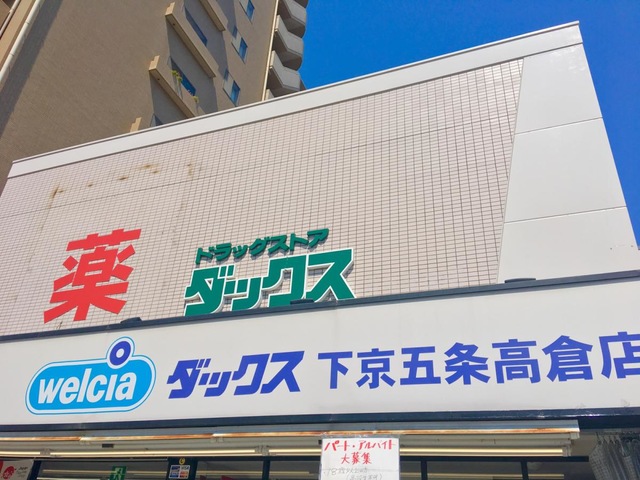 薬
ドラッグストア
ダックス
welcia
ダックス 下京五条高倉店
パート・アルバイト
大募集